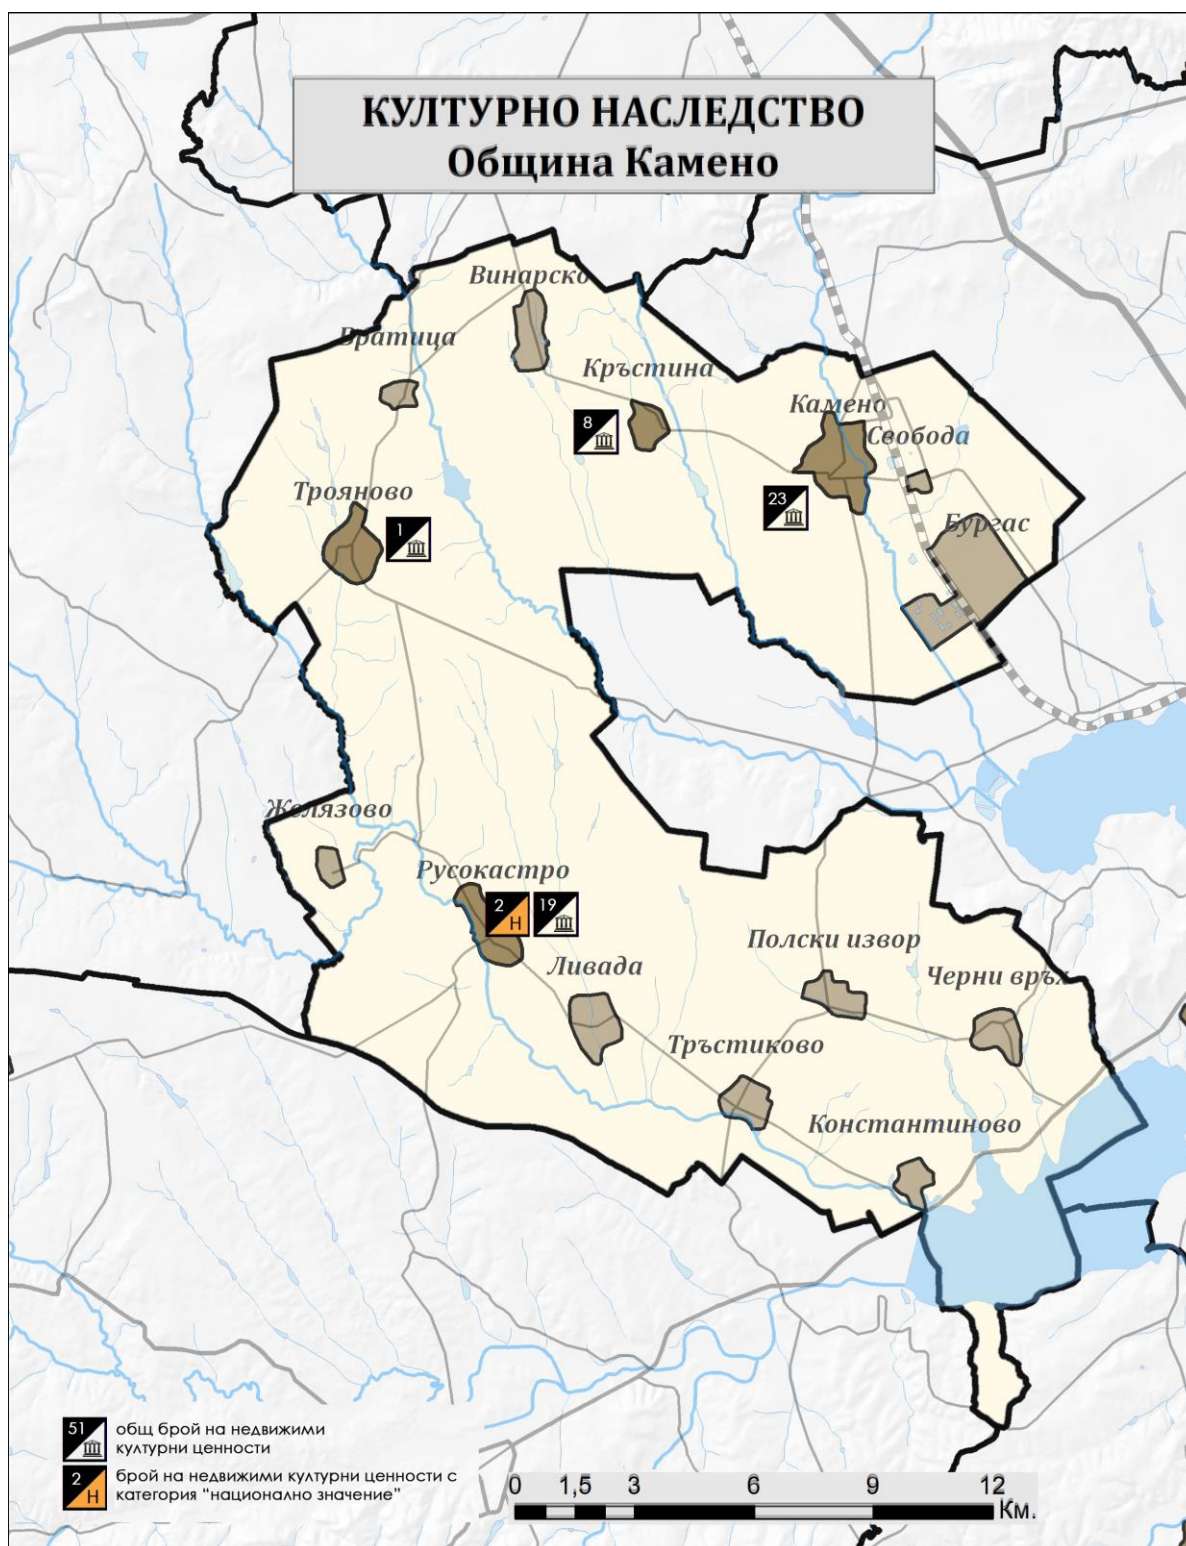 КУЛТУРНО НАСЛЕДСТВО
Община Камено
Винарско
Вратица
Кръстина
8
Камено
Свобода
23
Трояново
1
Бургас
Желязово
Русокастро
2
Н
19
Ливада
Полски извор
Черни връх
Тръстиково
Константиново
51
общ брой на недвижими
културни ценности
2
Н
брой на недвижими културни ценности с
категория "национално значение"
0 1,5 3 6 9 12
Км.